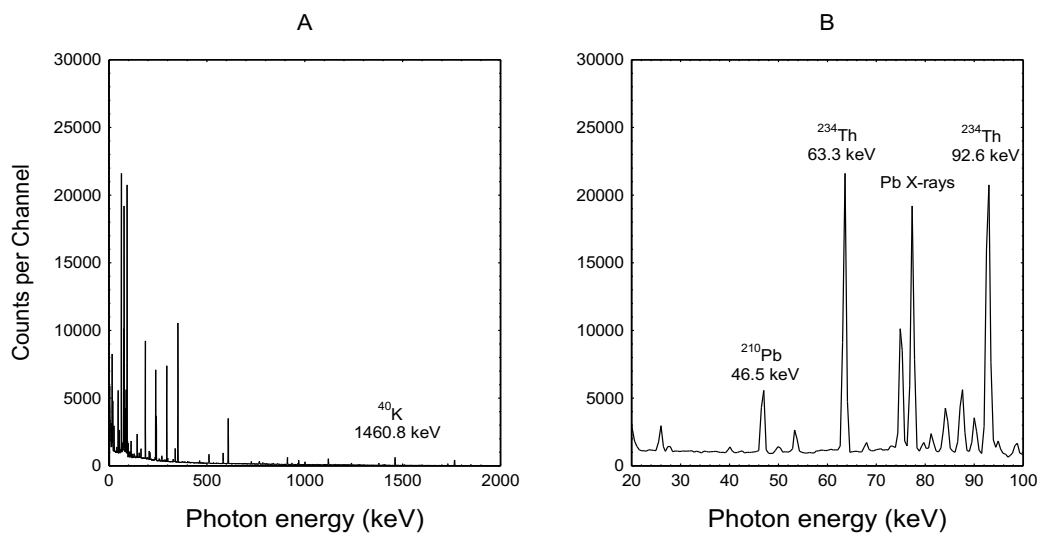 A
30000
25000
20000
15000
10000
5000
0
Counts per Channel
⁴⁰K
1460.8 keV
0 500 1000 1500 2000
Photon energy (keV)
B
30000
25000
20000
15000
10000
5000
0
²³⁴Th
63.3 keV
²³⁴Th
92.6 keV
Pb X-rays
²¹⁰Pb
46.5 keV
20 30 40 50 60 70 80 90 100
Photon energy (keV)